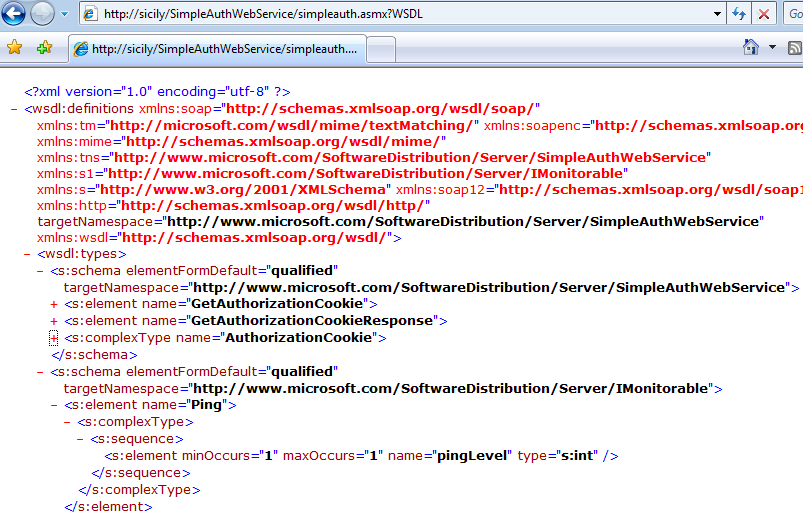 http://sicily/SimpleAuthWebService/simpleauth.asmx?WSDL
Go
http://sicily/SimpleAuthWebService/simpleauth....
<?xml version="1.0" encoding="utf-8" ?>
- <wsdl:definitions xmlns:soap="http://schemas.xmlsoap.org/wsdl/soap/"
xmlns:tm="http://microsoft.com/wsdl/mime/textMatching/" xmlns:soapenc="http://schemas.xmlsoap.org
xmlns:mime="http://schemas.xmlsoap.org/wsdl/mime/"
xmlns:tns="http://www.microsoft.com/SoftwareDistribution/Server/SimpleAuthWebService"
xmlns:s1="http://www.microsoft.com/SoftwareDistribution/Server/IMonitorable"
xmlns:s="http://www.w3.org/2001/XMLSchema" xmlns:soap12="http://schemas.xmlsoap.org/wsdl/soap1
xmlns:http="http://schemas.xmlsoap.org/wsdl/http/"
targetNamespace="http://www.microsoft.com/SoftwareDistribution/Server/SimpleAuthWebService"
xmlns:wsdl="http://schemas.xmlsoap.org/wsdl/">
- <wsdl:types>
- <s:schema elementFormDefault="qualified"
targetNamespace="http://www.microsoft.com/SoftwareDistribution/Server/SimpleAuthWebService">
+ <s:element name="GetAuthorizationCookie">
+ <s:element name="GetAuthorizationCookieResponse">
+ <s:complexType name="AuthorizationCookie">
</s:schema>
- <s:schema elementFormDefault="qualified"
targetNamespace="http://www.microsoft.com/SoftwareDistribution/Server/IMonitorable">
- <s:element name="Ping">
- <s:complexType>
- <s:sequence>
<s:element minOccurs="1" maxOccurs="1" name="pingLevel" type="s:int" />
</s:sequence>
</s:complexType>
</s:element>